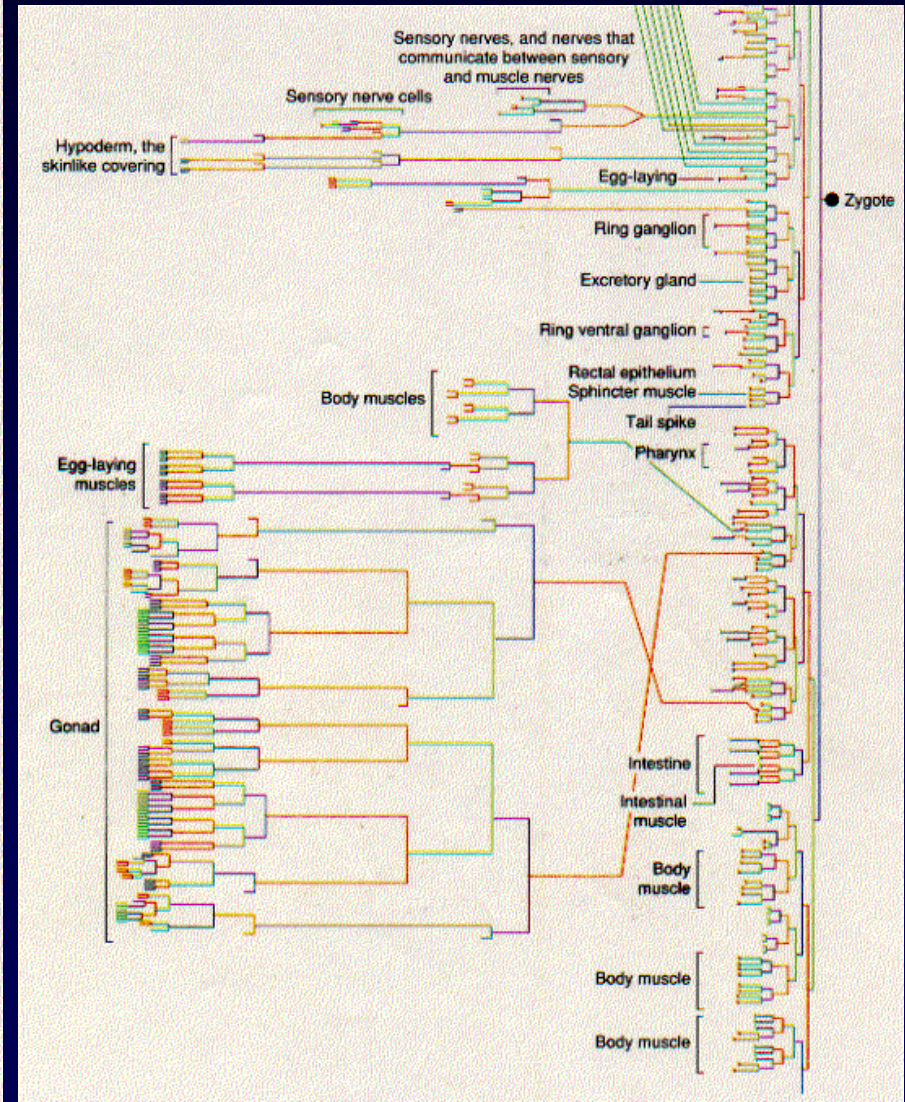 Sensory nerves, and nerves that
communicate between sensory
and muscle nerves
Sensory nerve cells
Hypoderm, the
skinlike covering
Egg-laying
Zygote
Ring ganglion
Excretory gland
Ring ventral ganglion
Rectal epithelium
Sphincter muscle
Body muscles
Tail spike
Pharynx
Egg-laying
muscles
Gonad
Intestine
Intestinal
muscle
Body
muscle
Body muscle
Body muscle